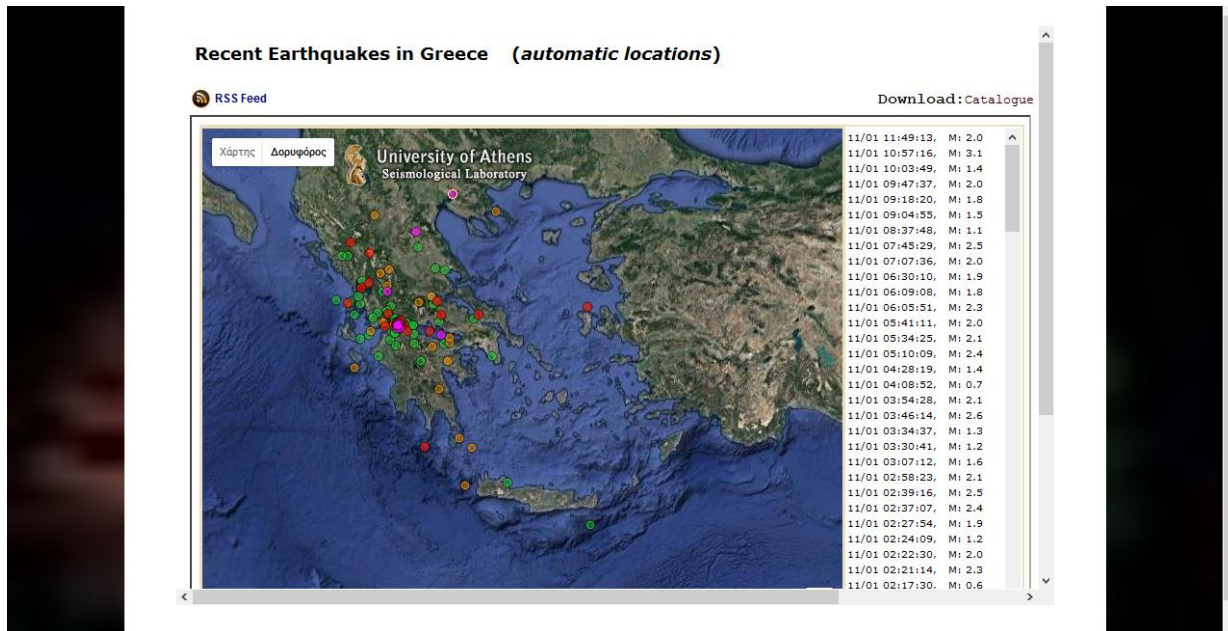 Recent Earthquakes in Greece (automatic locations)
RSS Feed
Download:Catalogue
Χάρτης Δορυφόρος
University of Athens
Seismological Laboratory
11/01 11:49:13, M: 2.0
11/01 10:57:16, M: 3.1
11/01 10:03:49, M: 1.4
11/01 09:47:37, M: 2.0
11/01 09:18:20, M: 1.8
11/01 09:04:55, M: 1.5
11/01 08:37:48, M: 1.1
11/01 07:45:29, M: 2.5
11/01 07:07:36, M: 2.0
11/01 06:30:10, M: 1.9
11/01 06:09:08, M: 1.8
11/01 06:05:51, M: 2.3
11/01 05:41:11, M: 2.0
11/01 05:34:25, M: 2.1
11/01 05:10:09, M: 2.4
11/01 04:28:19, M: 1.4
11/01 04:08:52, M: 0.7
11/01 03:54:28, M: 2.1
11/01 03:46:14, M: 2.6
11/01 03:34:37, M: 1.3
11/01 03:30:41, M: 1.2
11/01 03:07:12, M: 1.6
11/01 02:58:23, M: 2.1
11/01 02:39:16, M: 2.5
11/01 02:37:07, M: 2.4
11/01 02:27:54, M: 1.9
11/01 02:24:09, M: 1.2
11/01 02:22:30, M: 2.0
11/01 02:21:14, M: 2.3
11/01 02:17:30, M: 0.6